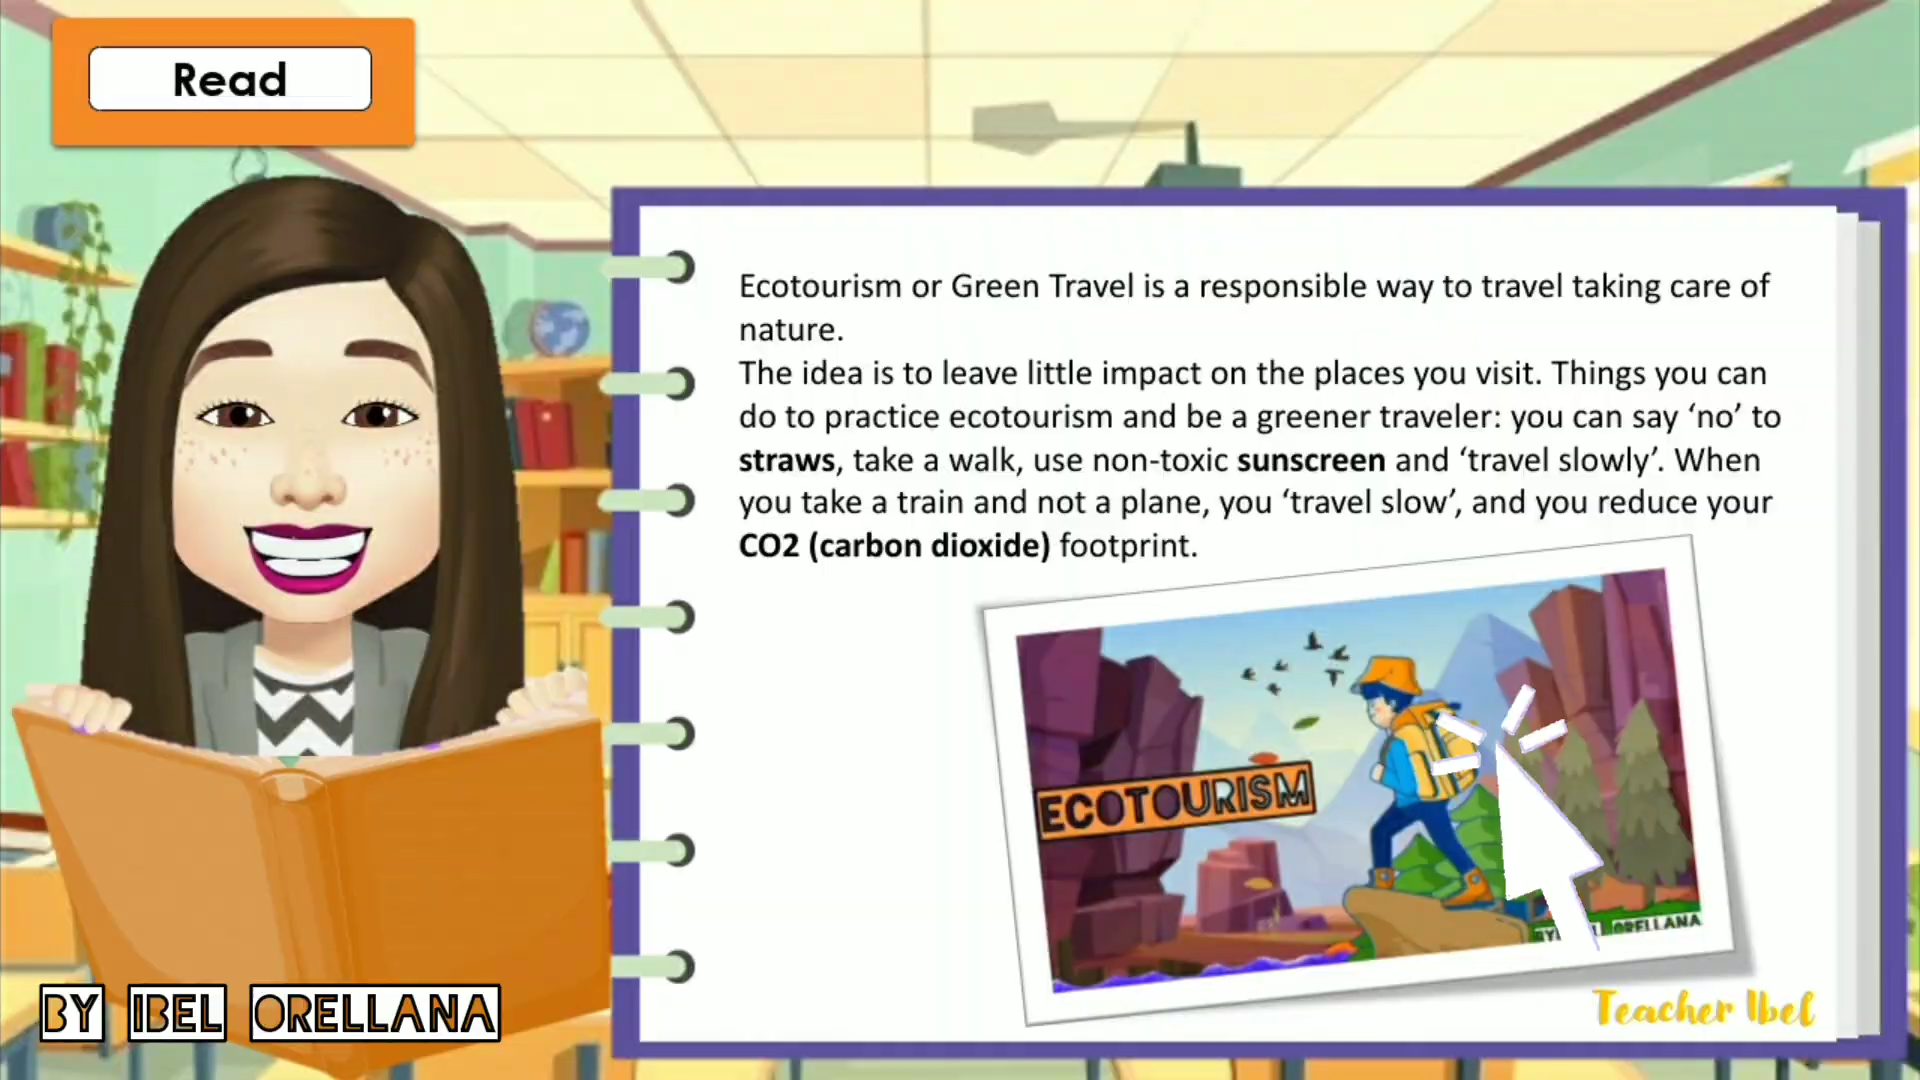 Read
Ecotourism or Green Travel is a responsible way to travel taking care of
nature.
The idea is to leave little impact on the places you visit. Things you can
do to practice ecotourism and be a greener traveler: you can say ‘no’ to
straws, take a walk, use non-toxic sunscreen and ‘travel slowly’. When
you take a train and not a plane, you ‘travel slow’, and you reduce your
CO2 (carbon dioxide) footprint.
ECOTOURISM
BY ORELLANA
Teacher Ibel
BY IBEL ORELLANA